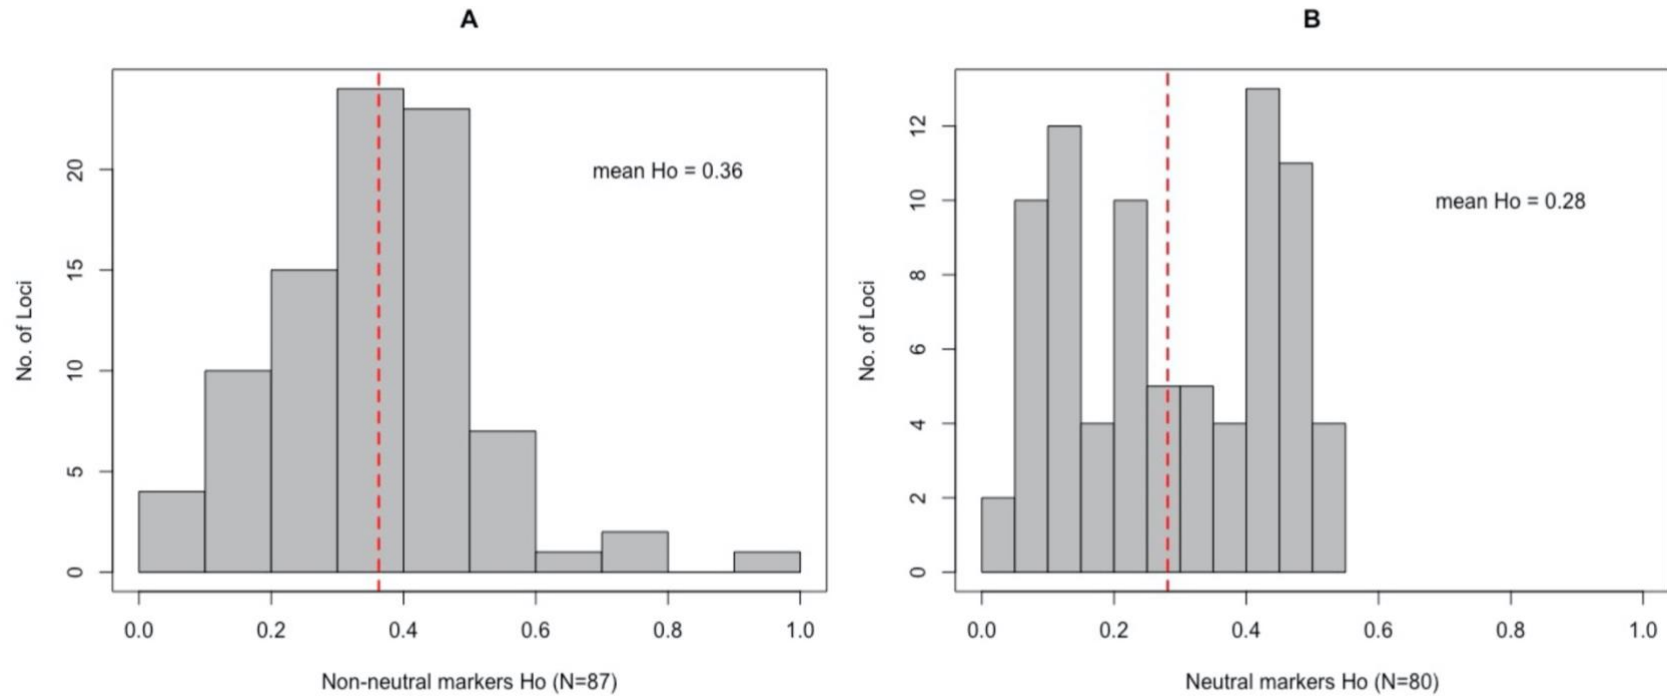 A
No. of Loci
20
15
10
5
0
mean Ho = 0.36
0.0 0.2 0.4 0.6 0.8 1.0
Non-neutral markers Ho (N=87)
B
No. of Loci
12
10
8
6
4
2
0
mean Ho = 0.28
0.0 0.2 0.4 0.6 0.8 1.0
Neutral markers Ho (N=80)